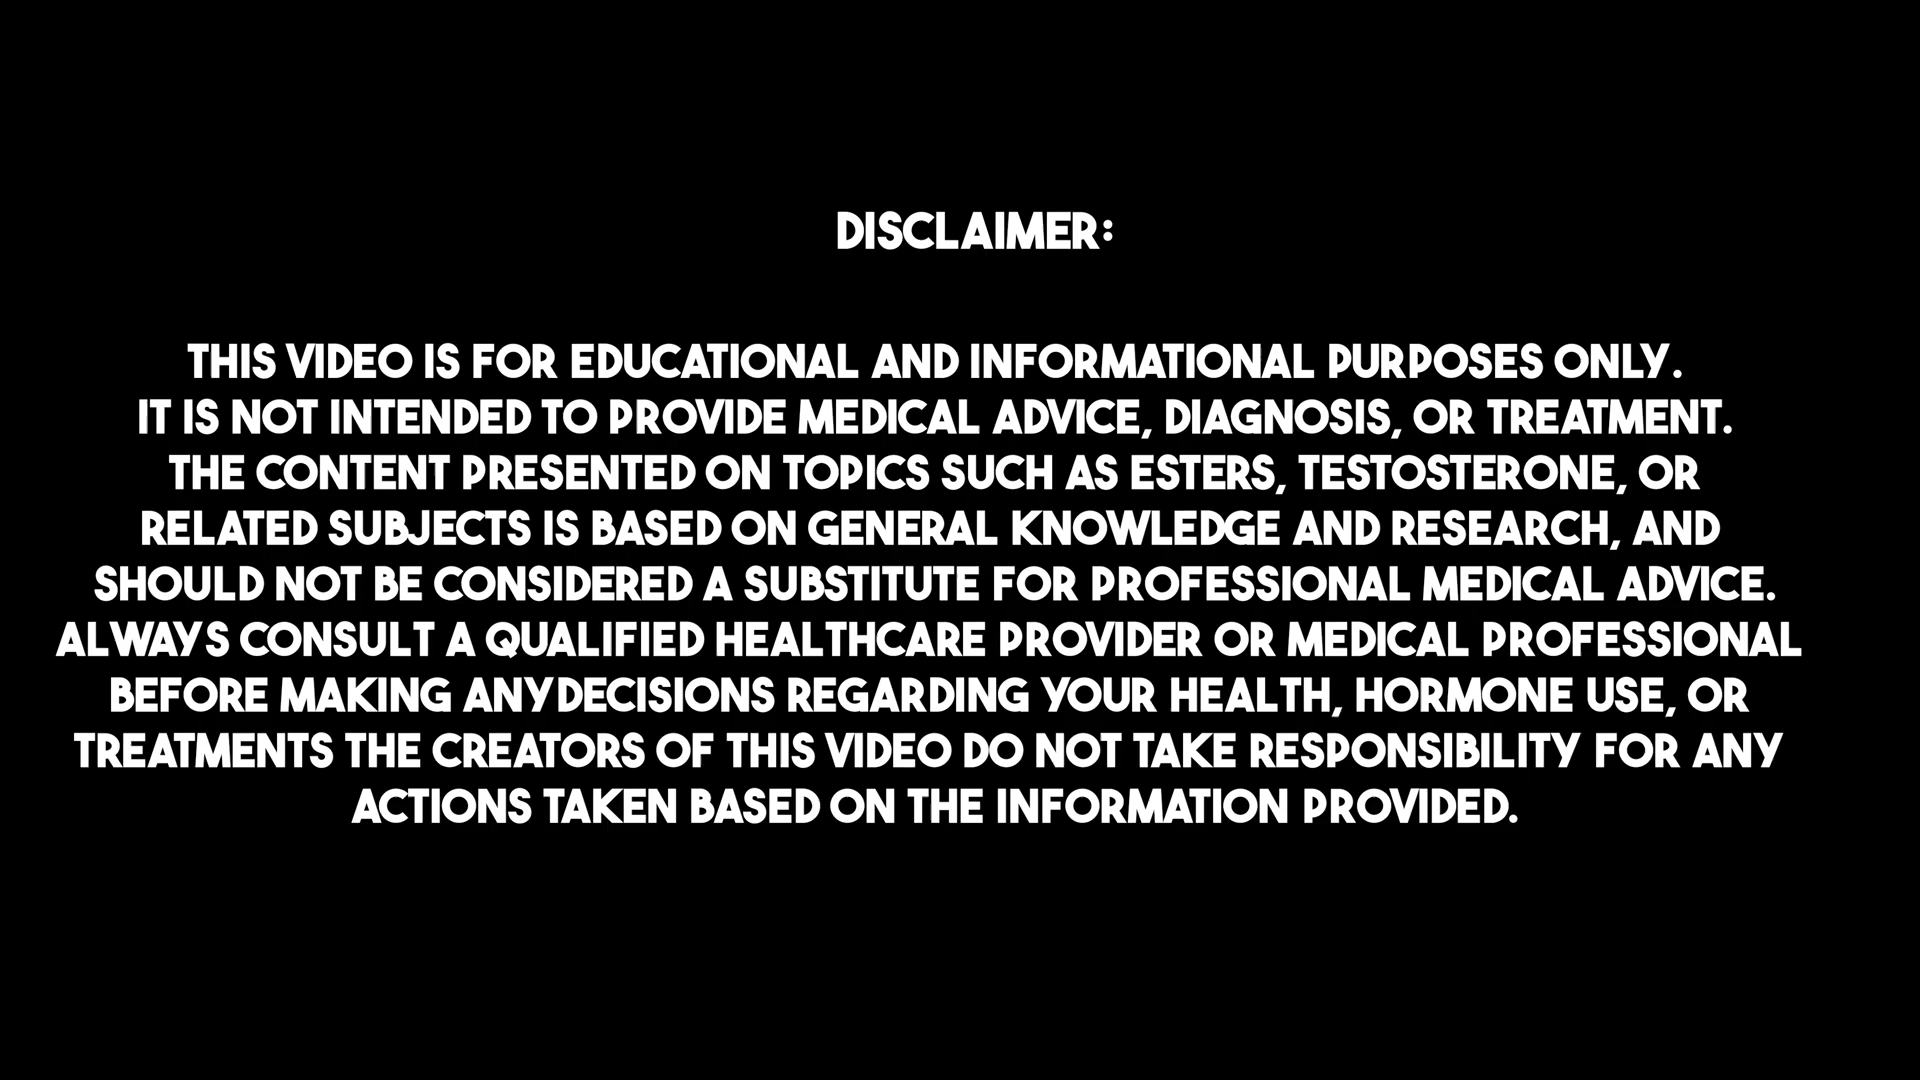 DISCLAIMER:
THIS VIDEO IS FOR EDUCATIONAL AND INFORMATIONAL PURPOSES ONLY.
IT IS NOT INTENDED TO PROVIDE MEDICAL ADVICE, DIAGNOSIS, OR TREATMENT.
THE CONTENT PRESENTED ON TOPICS SUCH AS ESTERS, TESTOSTERONE, OR
RELATED SUBJECTS IS BASED ON GENERAL KNOWLEDGE AND RESEARCH, AND
SHOULD NOT BE CONSIDERED A SUBSTITUTE FOR PROFESSIONAL MEDICAL ADVICE.
ALWAYS CONSULT A QUALIFIED HEALTHCARE PROVIDER OR MEDICAL PROFESSIONAL
BEFORE MAKING ANYDECISIONS REGARDING YOUR HEALTH, HORMONE USE, OR
TREATMENTS THE CREATORS OF THIS VIDEO DO NOT TAKE RESPONSIBILITY FOR ANY
ACTIONS TAKEN BASED ON THE INFORMATION PROVIDED.